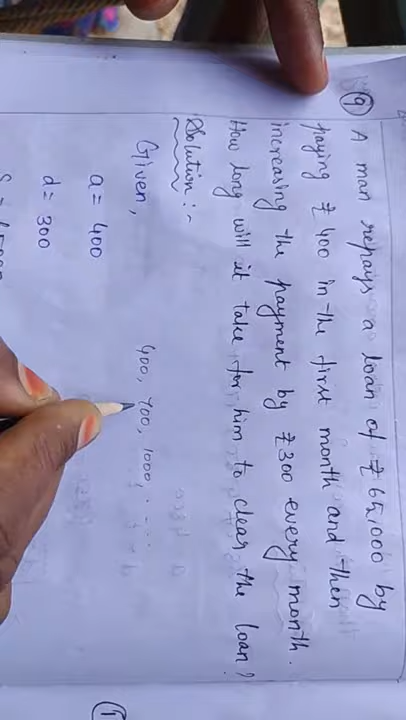 9) A man repays a loan of ₹65,000 by
paying ₹400 in the first month and then
increasing the payment by ₹300 every month.
How long will it take for him to clear the loan?
Solution:-
Given,
400, 700, 1000, ....
a = 400
d = 300